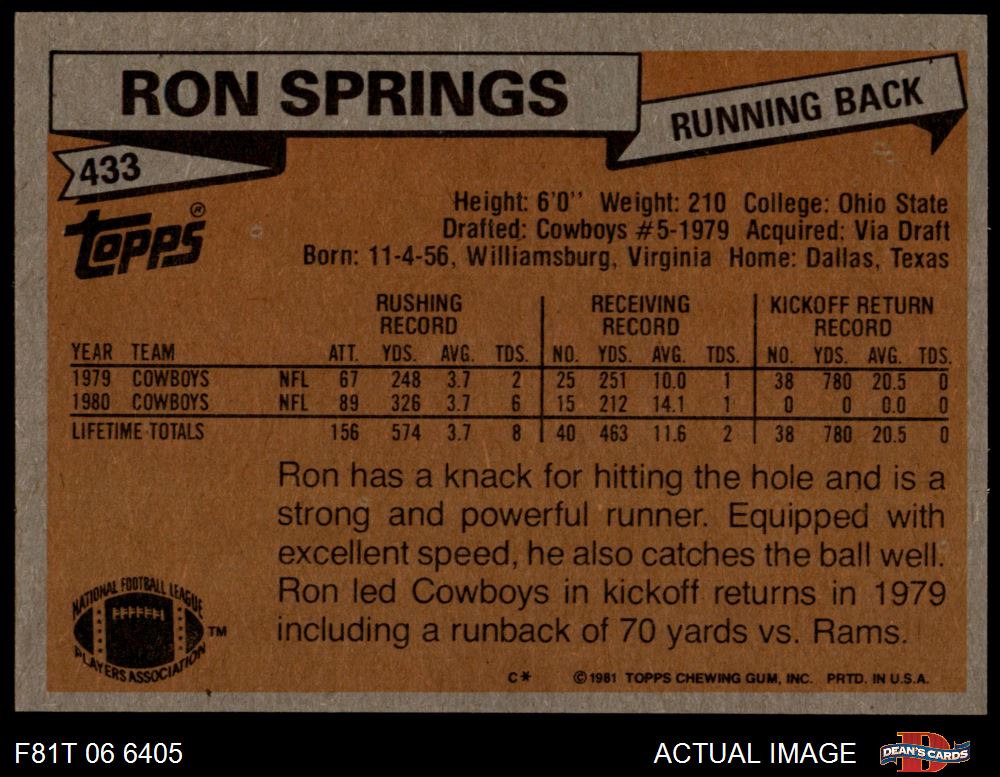 RON SPRINGS
RUNNING BACK
433
Topps®
Height: 6'0'' Weight: 210 College: Ohio State
Drafted: Cowboys #5-1979 Acquired: Via Draft
Born: 11-4-56, Williamsburg, Virginia Home: Dallas, Texas
RUSHING RECORD RECEIVING RECORD KICKOFF RETURN RECORD
YEAR TEAM ATT. YDS. AVG. TDS. NO. YDS. AVG. TDS. NO. YDS. AVG. TDS.
1979 COWBOYS NFL 67 248 3.7 2 25 251 10.0 1 38 780 20.5 0
1980 COWBOYS NFL 89 326 3.7 6 15 212 14.1 1 0 0 0.0 0
LIFETIME TOTALS 156 574 3.7 8 40 463 11.6 2 38 780 20.5 0
Ron has a knack for hitting the hole and is a
strong and powerful runner. Equipped with
excellent speed, he also catches the ball well.
Ron led Cowboys in kickoff returns in 1979
including a runback of 70 yards vs. Rams.
NATIONAL FOOTBALL LEAGUE
PLAYERS ASSOCIATION
TM
C* ©1981 TOPPS CHEWING GUM, INC. PRTD. IN U.S.A.
F81T 06 6405
ACTUAL IMAGE
D
DEAN'S CARDS